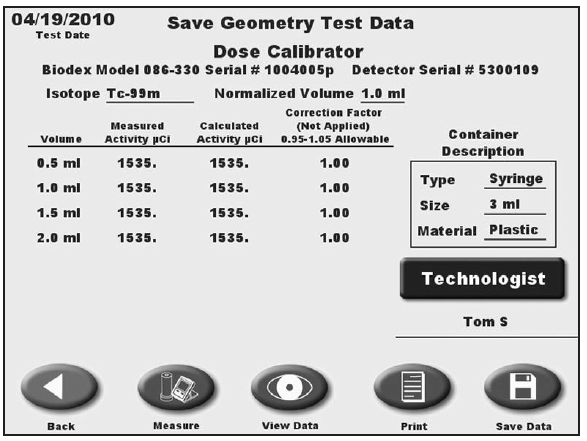 04/19/2010 Save Geometry Test Data
Test Date
Dose Calibrator
Biodex Model 086-330 Serial # 1004005p Detector Serial # 5300109
Isotope Tc-99m Normalized Volume 1.0 ml
Volume Measured Activity µCi Calculated Activity µCi Correction Factor (Not Applied) 0.95-1.05 Allowable
0.5 ml 1535. 1535. 1.00
1.0 ml 1535. 1535. 1.00
1.5 ml 1535. 1535. 1.00
2.0 ml 1535. 1535. 1.00
Container
Description
Type Syringe
Size 3 ml
Material Plastic
Technologist
Tom S
Back Measure View Data Print Save Data